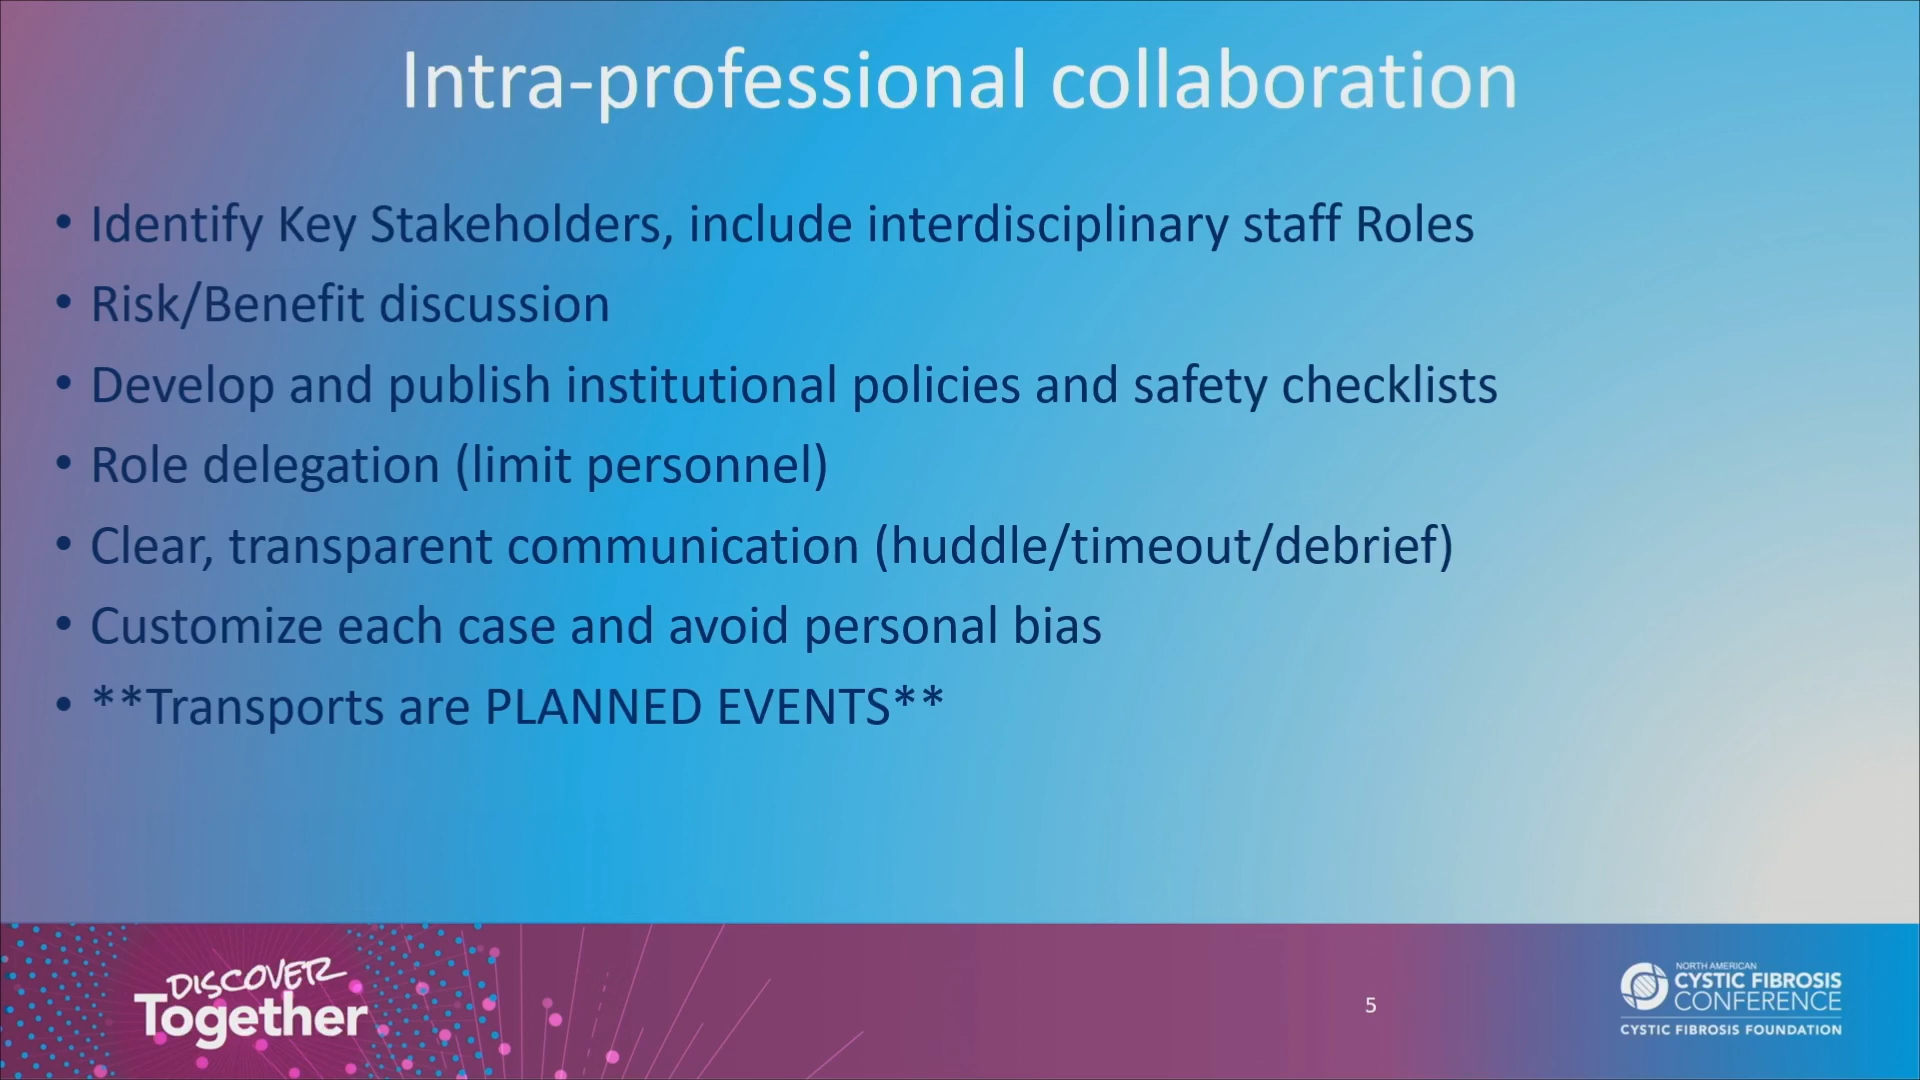 Intra-professional collaboration
• Identify Key Stakeholders, include interdisciplinary staff Roles
• Risk/Benefit discussion
• Develop and publish institutional policies and safety checklists
• Role delegation (limit personnel)
• Clear, transparent communication (huddle/timeout/debrief)
• Customize each case and avoid personal bias
• **Transports are PLANNED EVENTS**
DISCOVER
Together
5
NORTH AMERICAN
CYSTIC FIBROSIS
CONFERENCE
CYSTIC FIBROSIS FOUNDATION